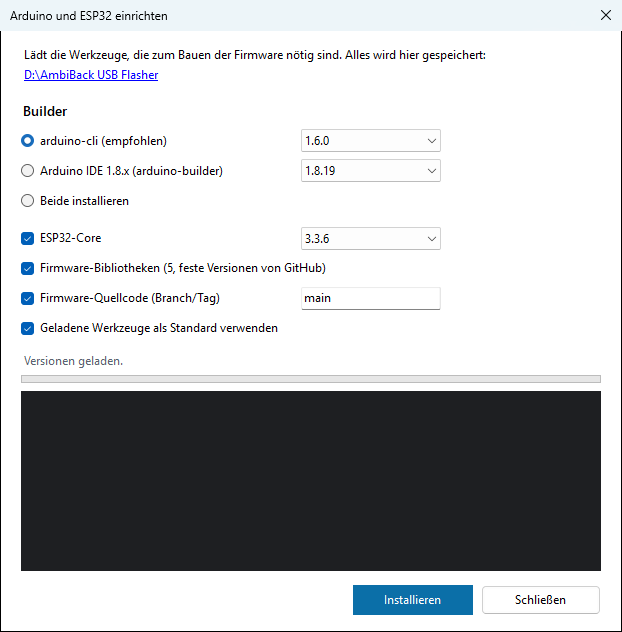 Arduino und ESP32 einrichten
Lädt die Werkzeuge, die zum Bauen der Firmware nötig sind. Alles wird hier gespeichert:
D:\AmbiBack USB Flasher
Builder
arduino-cli (empfohlen) 1.6.0
Arduino IDE 1.8.x (arduino-builder) 1.8.19
Beide installieren
ESP32-Core 3.3.6
Firmware-Bibliotheken (5, feste Versionen von GitHub)
Firmware-Quellcode (Branch/Tag) main
Geladene Werkzeuge als Standard verwenden
Versionen geladen.
Installieren Schließen